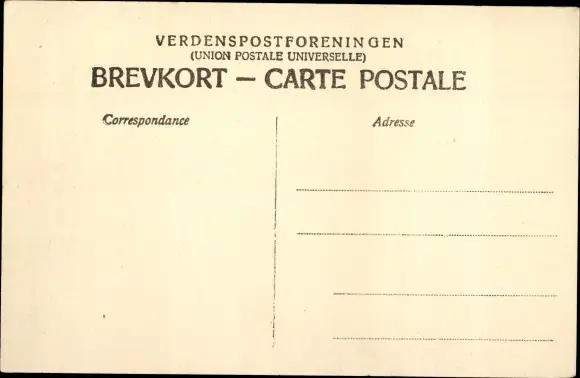 VERDENSPOSTFORENINGEN
(UNION POSTALE UNIVERSELLE)
BREVKORT — CARTE POSTALE
Correspondance
Adresse